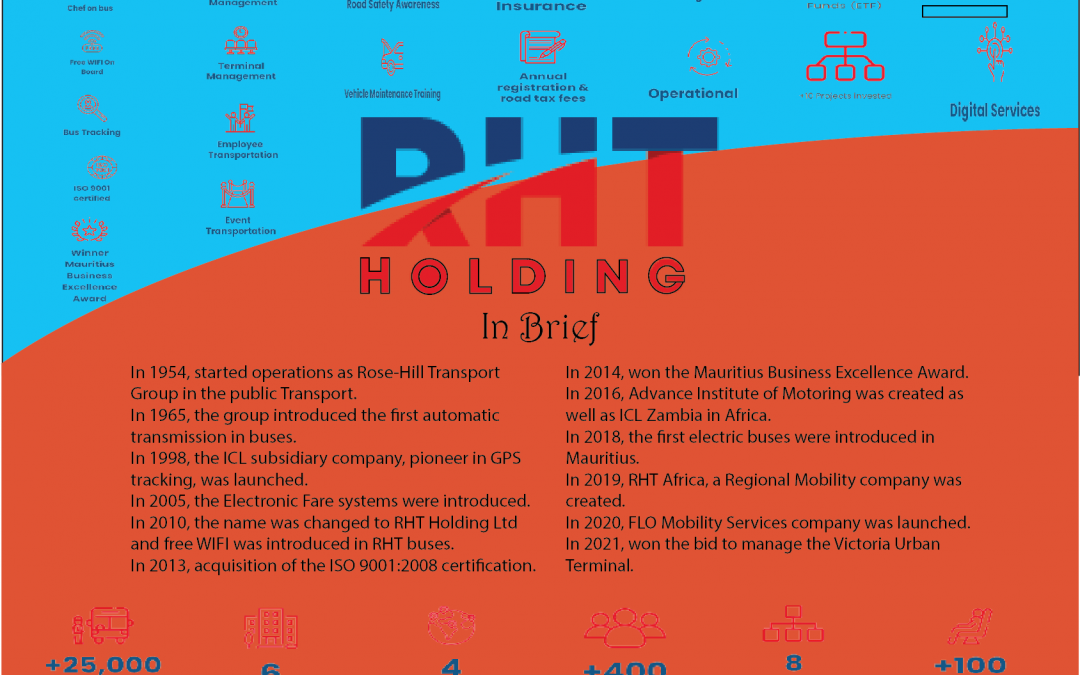 Chef on bus
Free WIFI On
Board
Bus Tracking
ISO 9001
certified
Winner
Mauritius
Business
Excellence
Award
Management
Terminal
Management
Employee
Transportation
Event
Transportation
Road Safety Awareness
Vehicle Maintenance Training
Insurance
Annual
registration &
road tax fees
Operational
Funds (ETF)
Projects Invested
Digital Services
RHT
HOLDING
In Brief
In 1954, started operations as Rose-Hill Transport
Group in the public Transport.
In 1965, the group introduced the first automatic
transmission in buses.
In 1998, the ICL subsidiary company, pioneer in GPS
tracking, was launched.
In 2005, the Electronic Fare systems were introduced.
In 2010, the name was changed to RHT Holding Ltd
and free WIFI was introduced in RHT buses.
In 2013, acquisition of the ISO 9001:2008 certification.
In 2014, won the Mauritius Business Excellence Award.
In 2016, Advance Institute of Motoring was created as
well as ICL Zambia in Africa.
In 2018, the first electric buses were introduced in
Mauritius.
In 2019, RHT Africa, a Regional Mobility company was
created.
In 2020, FLO Mobility Services company was launched.
In 2021, won the bid to manage the Victoria Urban
Terminal.
+25,000
6
4
+400
8
+100